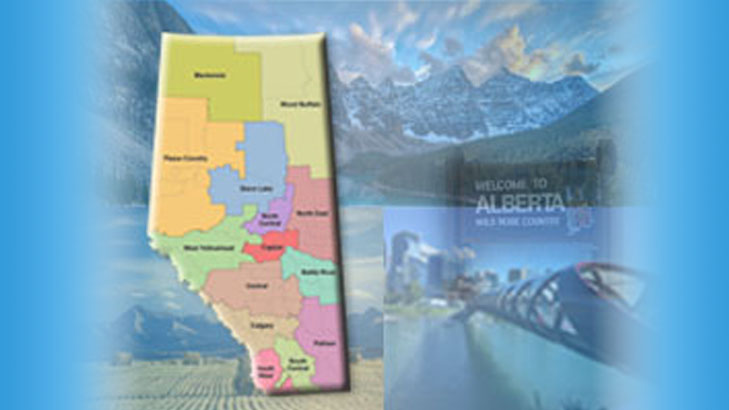 Mackenzie
Wood Buffalo
Peace Country
Slave Lake
North East
North
Central
West Yellowhead
Capital
Battle River
Central
Calgary
Palliser
South
Central
South
West
WELCOME TO
ALBERTA
WILD ROSE COUNTRY